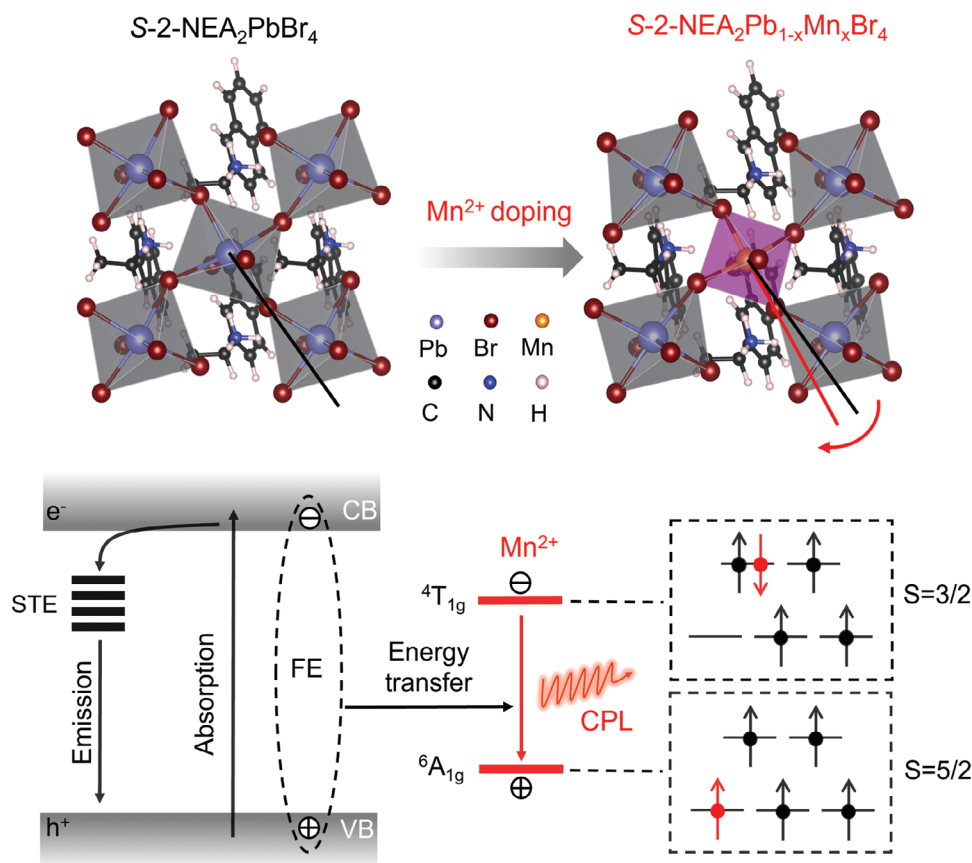 S-2-NEA₂PbBr₄
S-2-NEA₂Pb₁₋ₓMnₓBr₄
Mn²⁺ doping
Pb Br Mn
C N H
e⁻ CB
STE
Emission
Absorption
FE
h⁺ VB
Energy
transfer
Mn²⁺
⁴T₁g
CPL
⁶A₁g
S=3/2
S=5/2